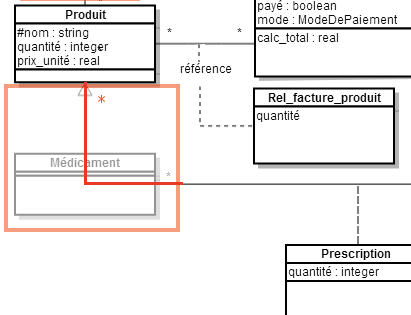 Produit
#nom : string
quantité : integer
prix_unité : real
*
*
payé : boolean
mode : ModeDePaiement
calc_total : real
référence
*
Rel_facture_produit
quantité
Médicament
*
Prescription
quantité : integer